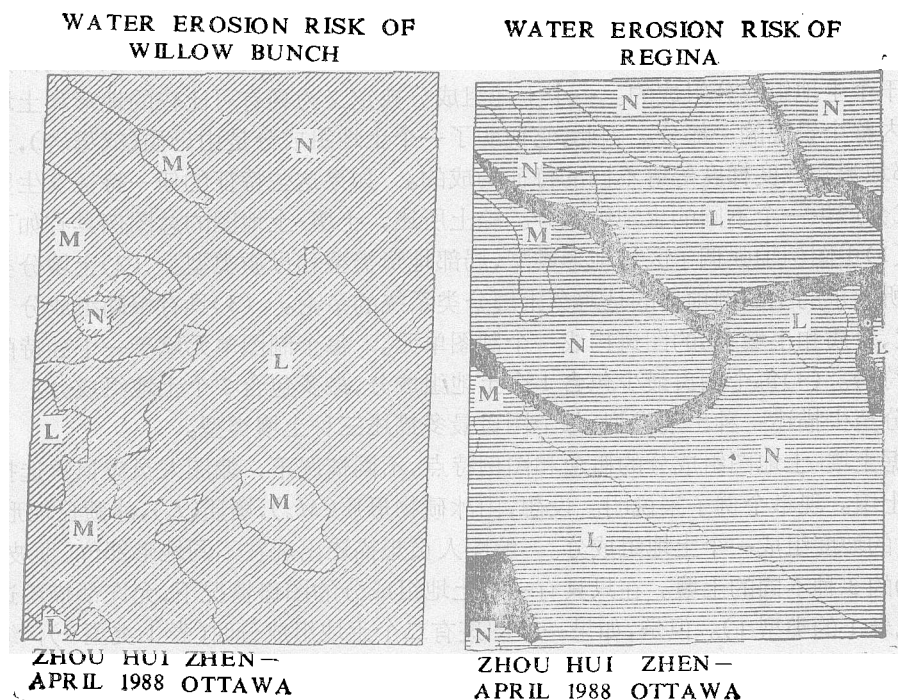 WATER EROSION RISK OF
WILLOW BUNCH
N
M
M
N
L
L
M
M
L
ZHOU HUI ZHEN—
APRIL 1988 OTTAWA
WATER EROSION RISK OF
REGINA
N
N
N
L
M
L
N
L
M
N
L
N
ZHOU HUI ZHEN—
APRIL 1988 OTTAWA